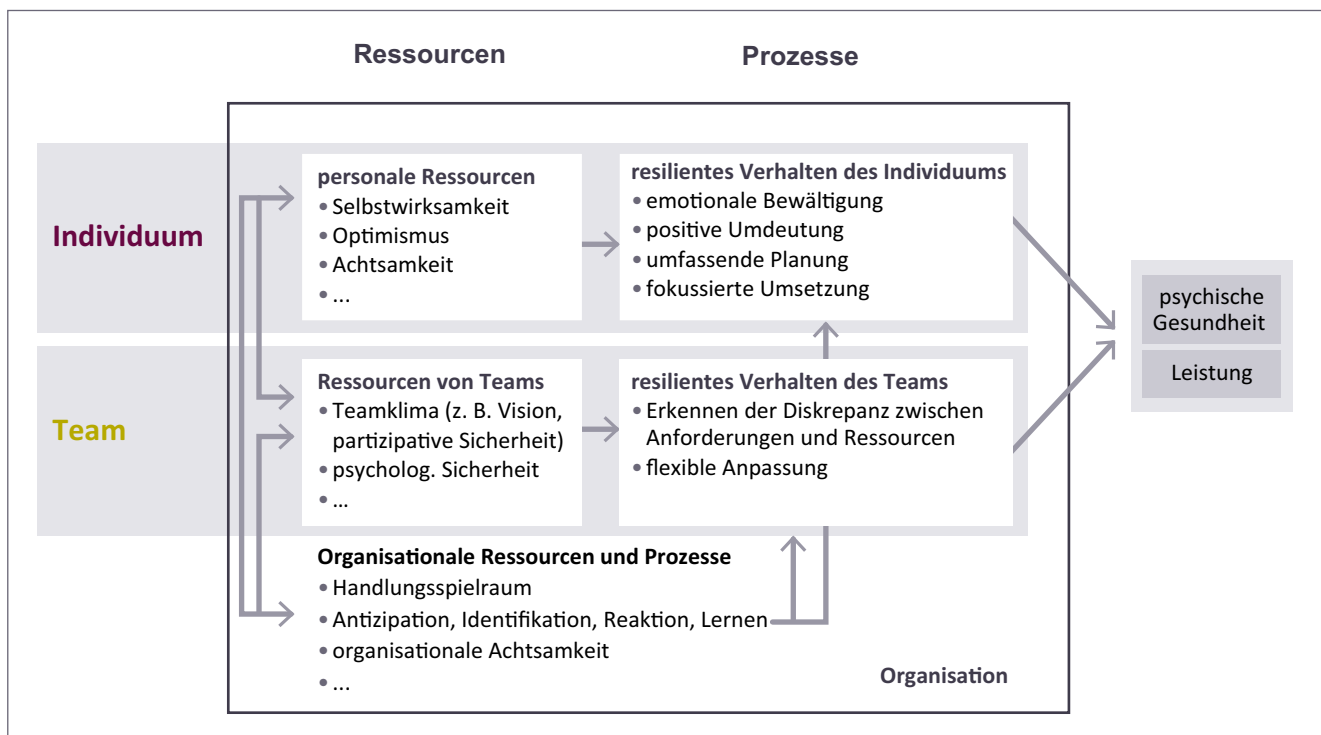 Ressourcen
Prozesse
Individuum
personale Ressourcen
• Selbstwirksamkeit
• Optimismus
• Achtsamkeit
• ...
resilientes Verhalten des Individuums
• emotionale Bewältigung
• positive Umdeutung
• umfassende Planung
• fokussierte Umsetzung
Team
Ressourcen von Teams
• Teamklima (z. B. Vision,
partizipative Sicherheit)
• psycholog. Sicherheit
• ...
resilientes Verhalten des Teams
• Erkennen der Diskrepanz zwischen
Anforderungen und Ressourcen
• flexible Anpassung
psychische
Gesundheit
Leistung
Organisationale Ressourcen und Prozesse
• Handlungsspielraum
• Antizipation, Identifikation, Reaktion, Lernen
• organisationale Achtsamkeit
• ...
Organisation